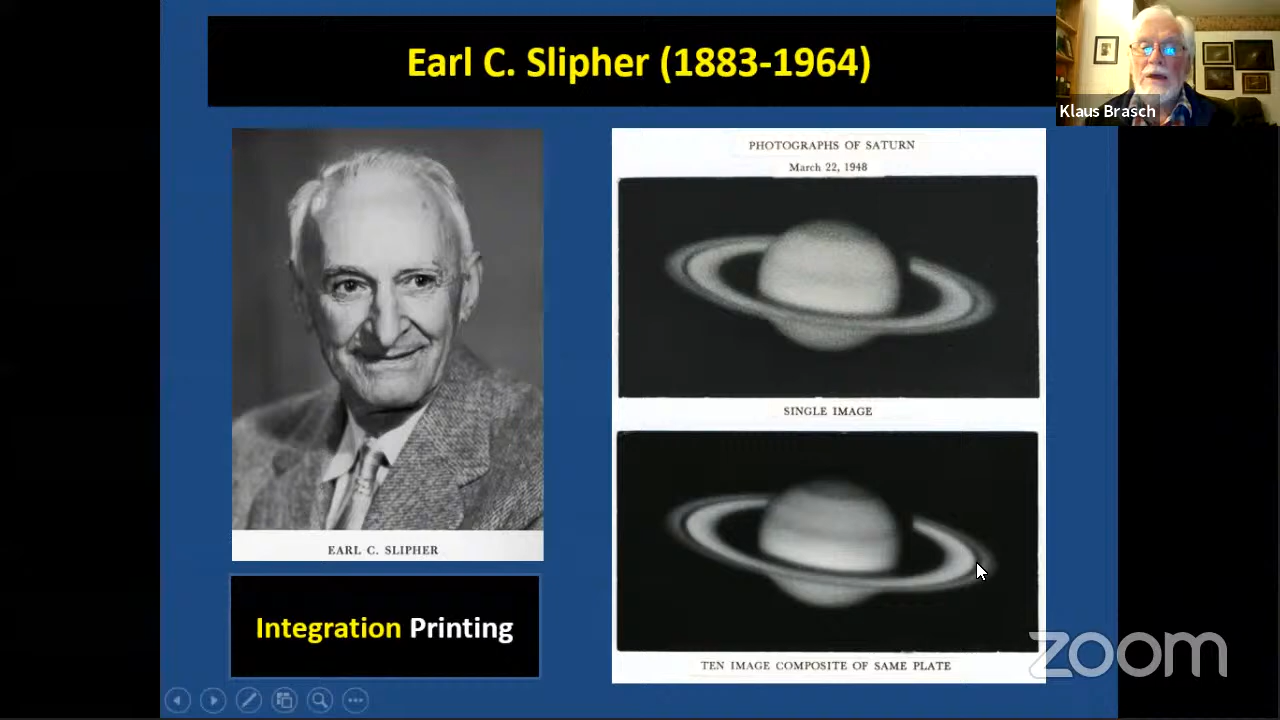 Earl C. Slipher (1883-1964)
Klaus Brasch
PHOTOGRAPHS OF SATURN
March 22, 1948
SINGLE IMAGE
EARL C. SLIPHER
Integration Printing
TEN IMAGE COMPOSITE OF SAME PLATE
zoom